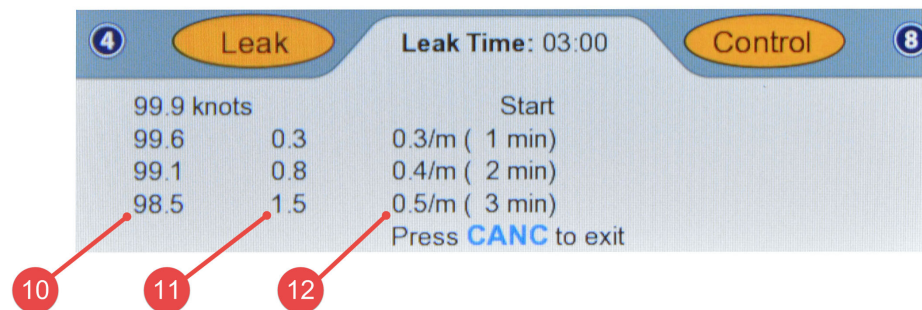 4 Leak Leak Time: 03:00 Control 8
99.9 knots Start
99.6 0.3 0.3/m ( 1 min)
99.1 0.8 0.4/m ( 2 min)
98.5 1.5 0.5/m ( 3 min)
Press CANC to exit
10 11 12